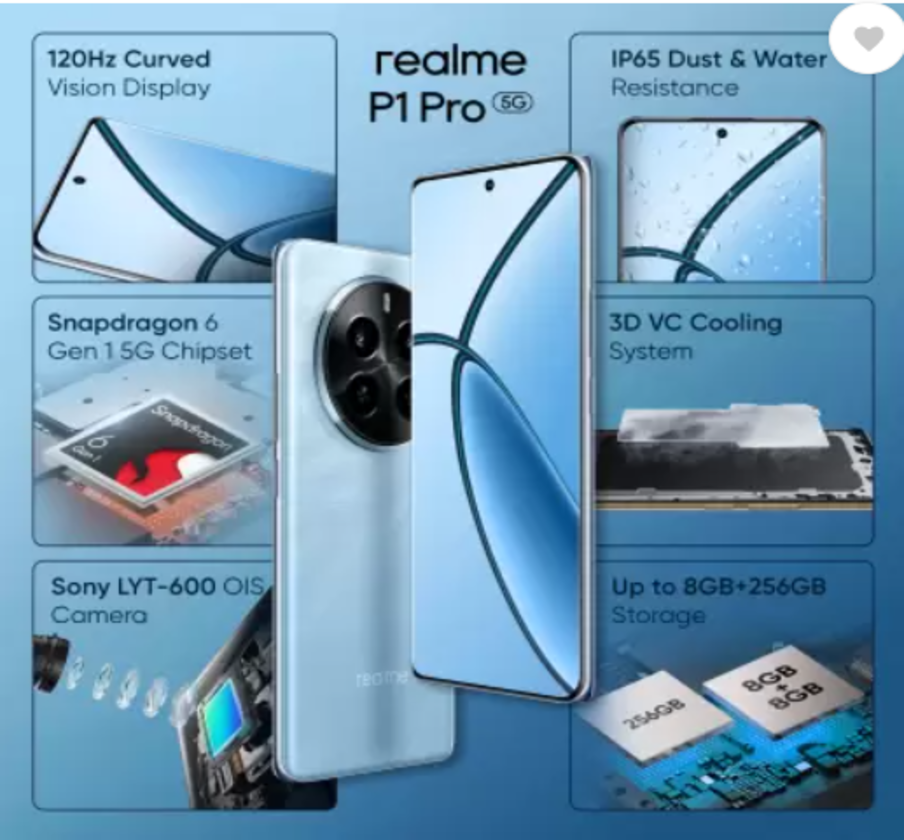 realme
P1 Pro 5G
120Hz Curved
Vision Display
IP65 Dust & Water
Resistance
Snapdragon 6
Gen 1 5G Chipset
Snapdragon
6
Gen 1
3D VC Cooling
System
Sony LYT-600 OIS
Camera
realme
Up to 8GB+256GB
Storage
256GB
8GB
+
8GB